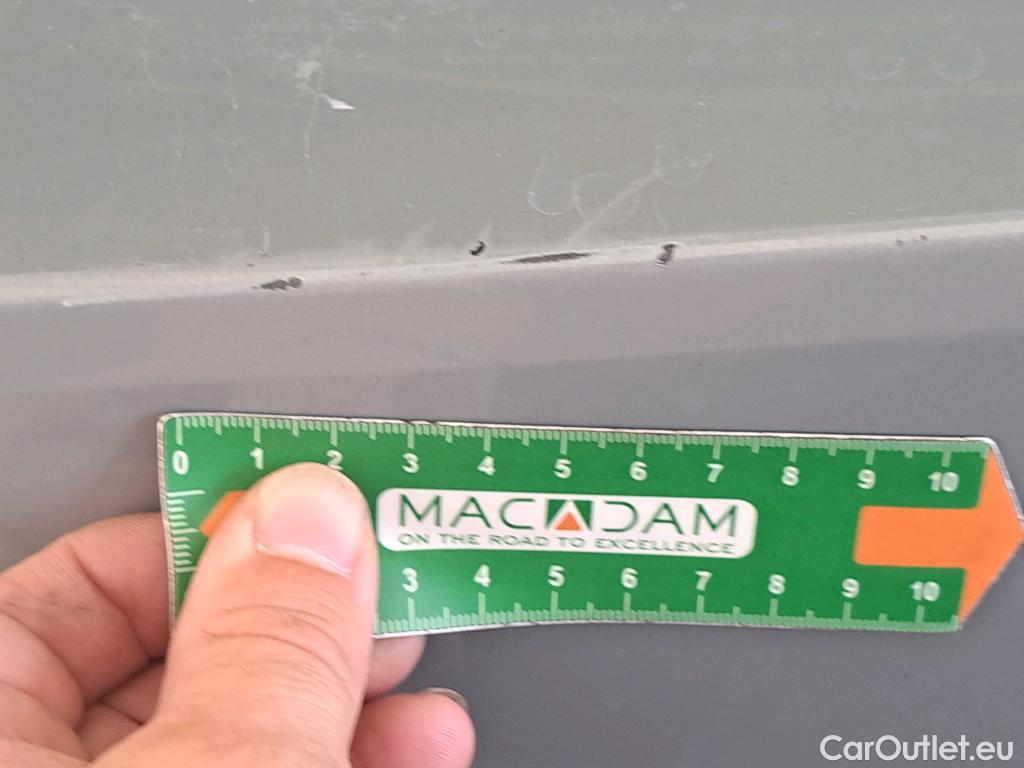 0 1 2 3 4 5 6 7 8 9 10
MACADAM
ON THE ROAD TO EXCELLENCE
3 4 5 6 7 8 9 10
CarOutlet.eu